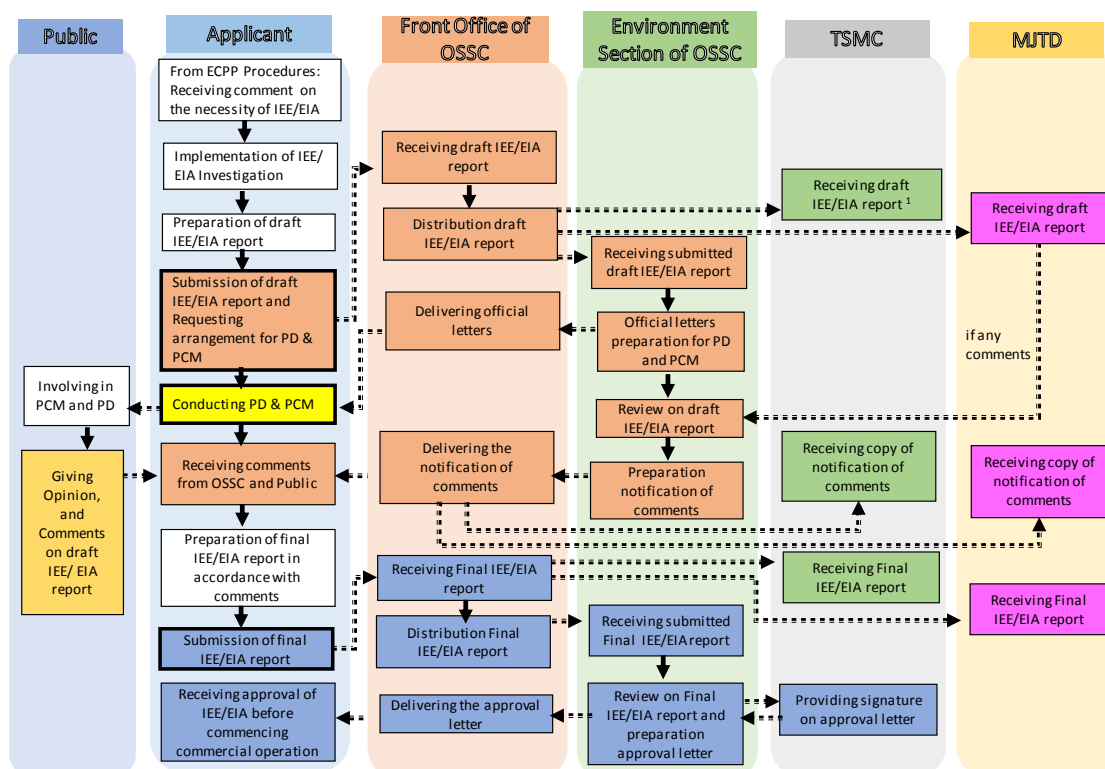 Public
Applicant
Front Office of
OSSC
Environment
Section of OSSC
TSMC
MJTD
From ECPP Procedures:
Receiving comment on
the necessity of IEE/EIA
Implementation of IEE/
EIA Investigation
Preparation of draft
IEE/EIA report
Submission of draft
IEE/EIA report and
Requesting
arrangement for PD &
PCM
Conducting PD & PCM
Involving in
PCM and PD
Giving
Opinion,
and
Comments
on draft
IEE/ EIA
report
Receiving comments
from OSSC and Public
Preparation of final
IEE/EIA report in
accordance with
comments
Submission of final
IEE/EIA report
Receiving approval of
IEE/EIA before
commencing
commercial operation
Receiving draft IEE/EIA
report
Distribution draft
IEE/EIA report
Delivering official
letters
Delivering the
notification of
comments
Receiving Final IEE/EIA
report
Distribution Final
IEE/EIA report
Delivering the approval
letter
Receiving submitted
draft IEE/EIA report
Official letters
preparation for PD
and PCM
Review on draft
IEE/EIA report
Preparation
notification of
comments
Receiving submitted
Final IEE/EIA report
Review on Final
IEE/EIA report and
preparation
approval letter
Receiving draft
IEE/EIA report 1
Receiving copy of
notification of
comments
Receiving Final
IEE/EIA report
Providing signature
on approval letter
Receiving draft
IEE/EIA report
if any
comments
Receiving copy of
notification of
comments
Receiving Final
IEE/EIA report